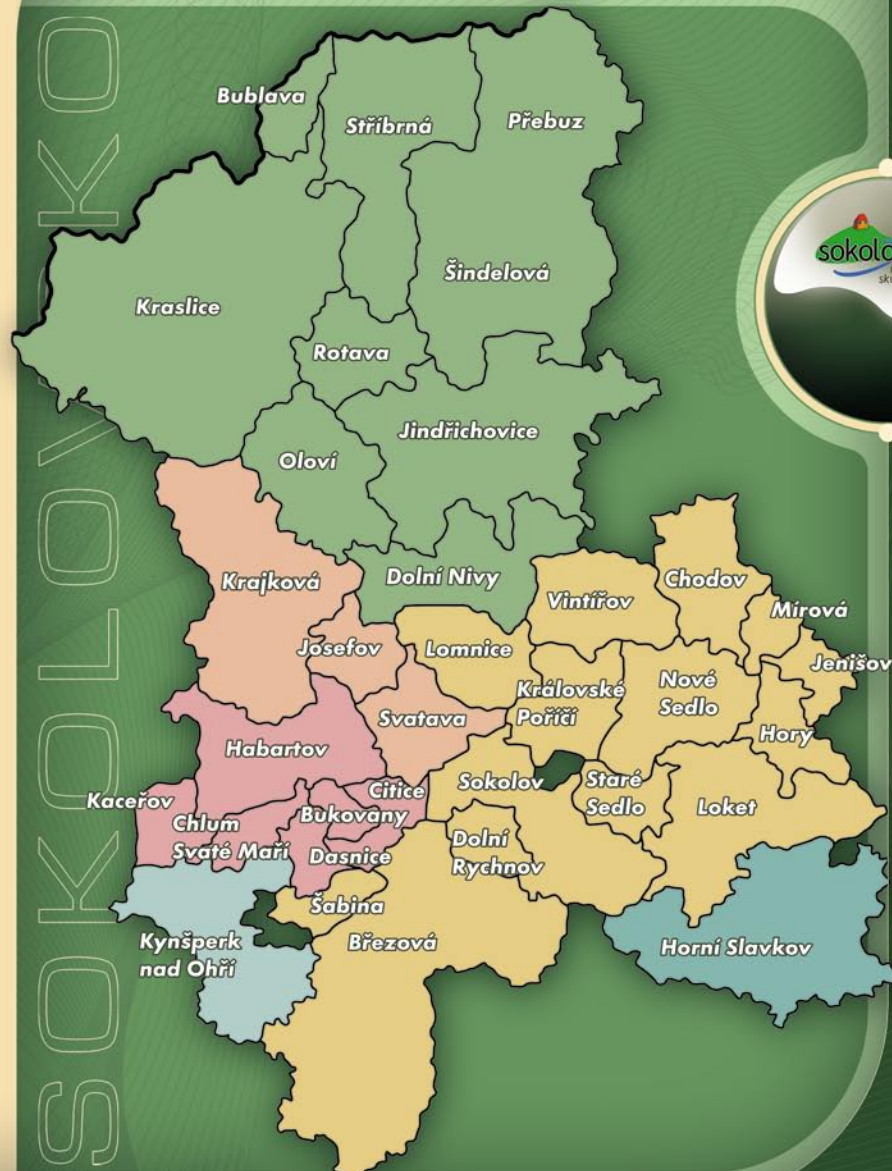 SOKOLOVSKO
Bublava
Stříbrná
Přebuz
Kraslice
Šindelová
Rotava
Jindřichovice
Oloví
Krajková
Dolní Nivy
Vintířov
Chodov
Mírová
Josefov
Lomnice
Jenišov
Královské
Poříčí
Nové
Sedlo
Svatava
Hory
Habartov
Citice
Sokolov
Staré
Sedlo
Loket
Kaceřov
Chlum
Svaté Maří
Bukovany
Dasnice
Dolní
Rychnov
Šabina
Březová
Kynšperk
nad Ohří
Horní Slavkov